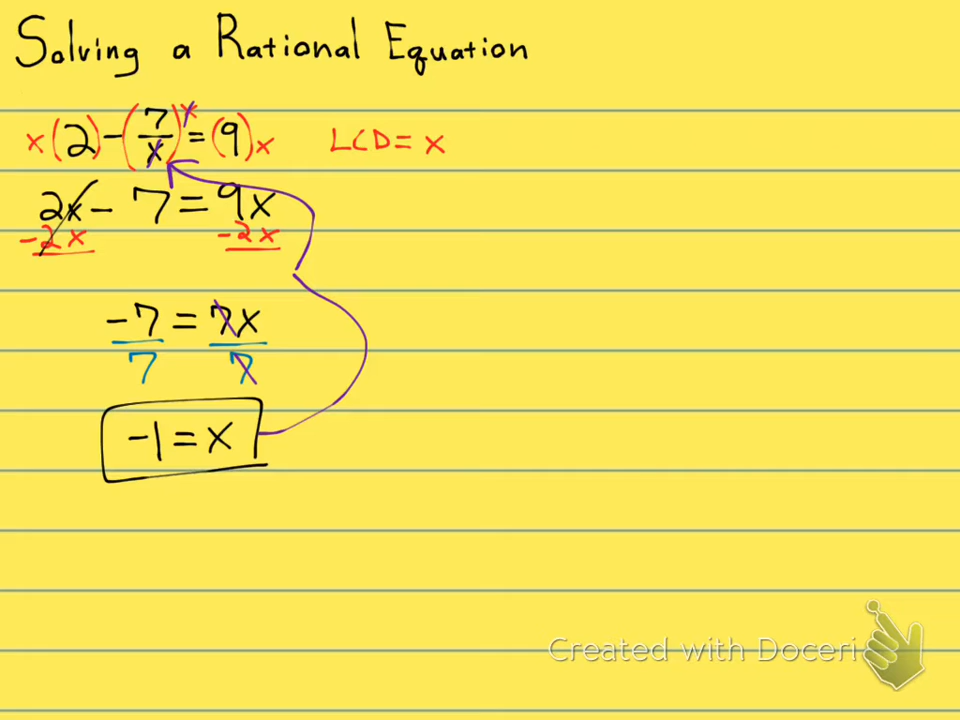 Solving a Rational Equation
x(2) - (7/x)x = (9)x LCD = x
2x - 7 = 9x
-2x -2x
-7 = 7x
7 7
-1 = x
Created with Doceri